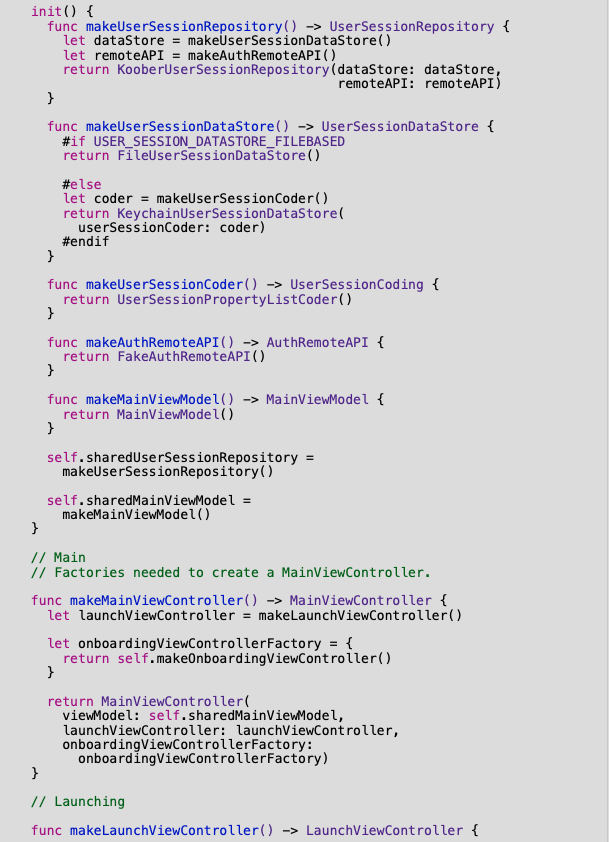 init() {
func makeUserSessionRepository() -> UserSessionRepository {
let dataStore = makeUserSessionDataStore()
let remoteAPI = makeAuthRemoteAPI()
return KooberUserSessionRepository(dataStore: dataStore,
remoteAPI: remoteAPI)
}
func makeUserSessionDataStore() -> UserSessionDataStore {
#if USER_SESSION_DATASTORE_FILEBASED
return FileUserSessionDataStore()
#else
let coder = makeUserSessionCoder()
return KeychainUserSessionDataStore(
userSessionCoder: coder)
#endif
}
func makeUserSessionCoder() -> UserSessionCoding {
return UserSessionPropertyListCoder()
}
func makeAuthRemoteAPI() -> AuthRemoteAPI {
return FakeAuthRemoteAPI()
}
func makeMainViewModel() -> MainViewModel {
return MainViewModel()
}
self.sharedUserSessionRepository =
makeUserSessionRepository()
self.sharedMainViewModel =
makeMainViewModel()
}
// Main
// Factories needed to create a MainViewController.
func makeMainViewController() -> MainViewController {
let launchViewController = makeLaunchViewController()
let onboardingViewControllerFactory = {
return self.makeOnboardingViewController()
}
return MainViewController(
viewModel: self.sharedMainViewModel,
launchViewController: launchViewController,
onboardingViewControllerFactory:
onboardingViewControllerFactory)
}
// Launching
func makeLaunchViewController() -> LaunchViewController {